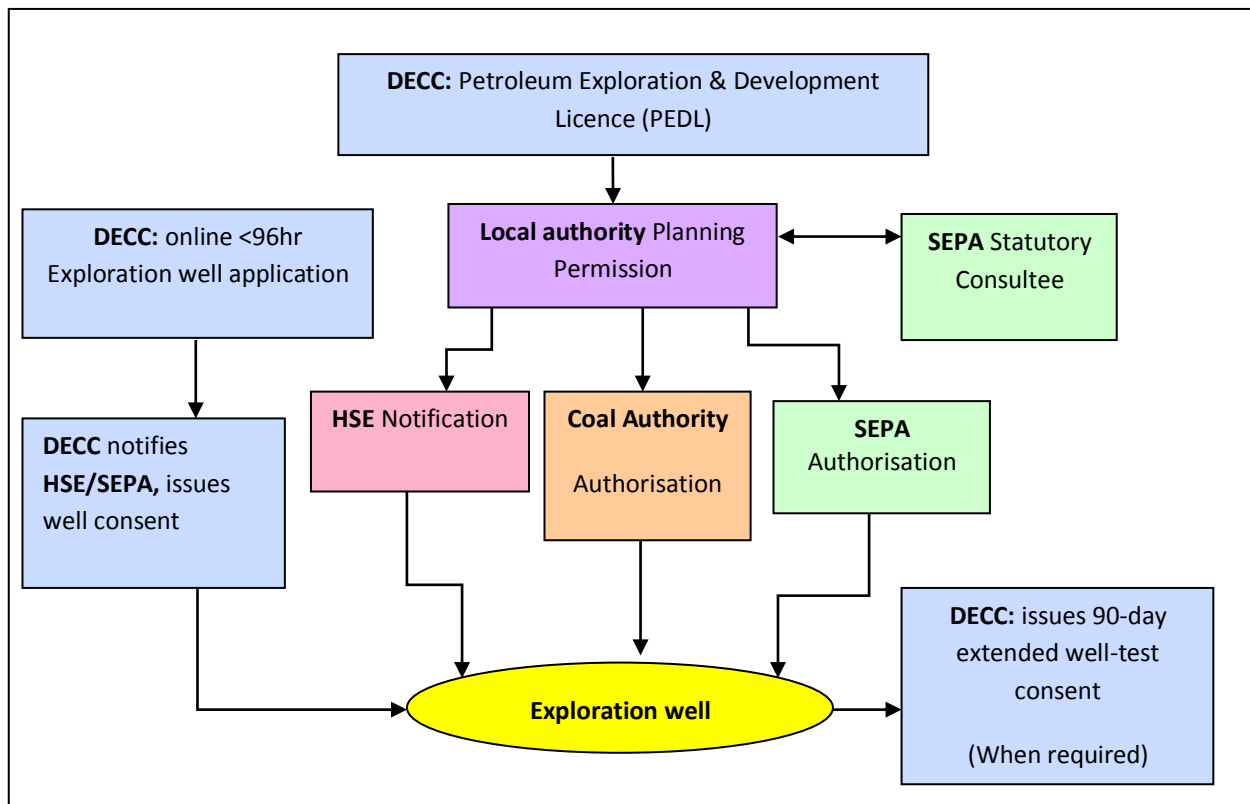 DECC: Petroleum Exploration & Development
Licence (PEDL)
DECC: online <96hr
Exploration well application
Local authority Planning
Permission
SEPA Statutory
Consultee
DECC notifies
HSE/SEPA, issues
well consent
HSE Notification
Coal Authority
Authorisation
SEPA
Authorisation
Exploration well
DECC: issues 90-day
extended well-test
consent
(When required)